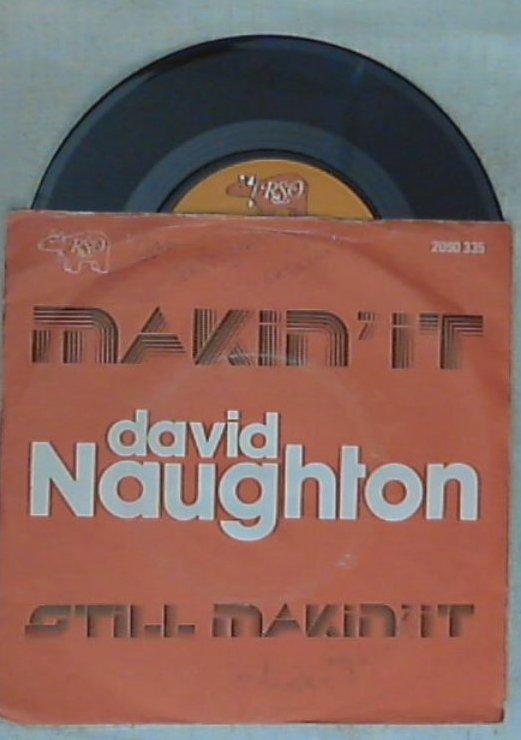 RSO
RSO
2090 335
MAKIN' IT
david
Naughton
STILL MAKIN' IT